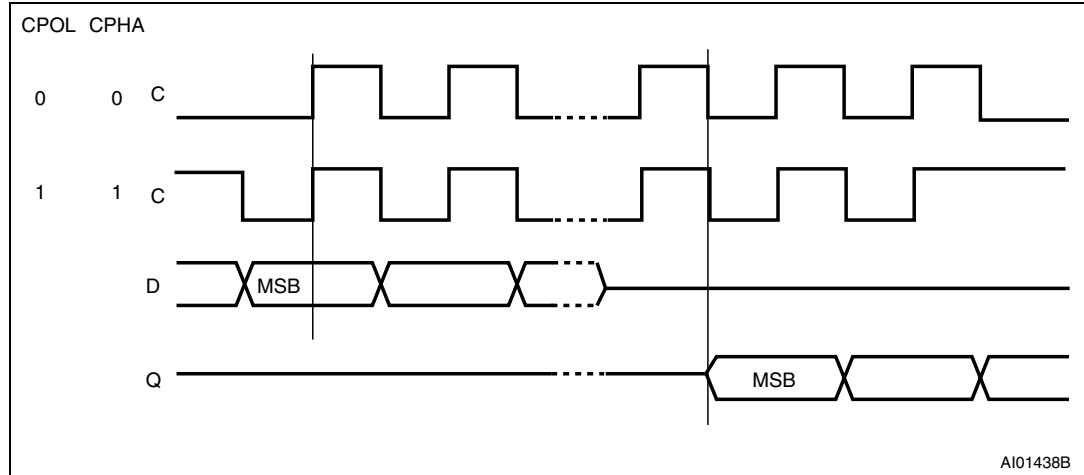 CPOL CPHA
0 0 C
1 1 C
D MSB
Q MSB
AI01438B